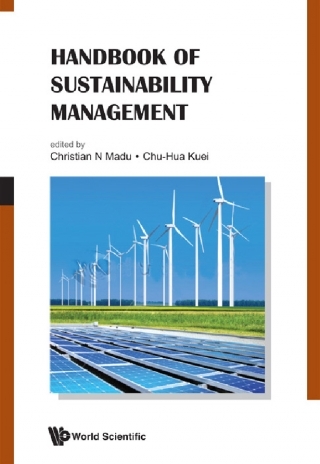 HANDBOOK OF
SUSTAINABILITY
MANAGEMENT
edited by
Christian N Madu • Chu-Hua Kuei
World Scientific